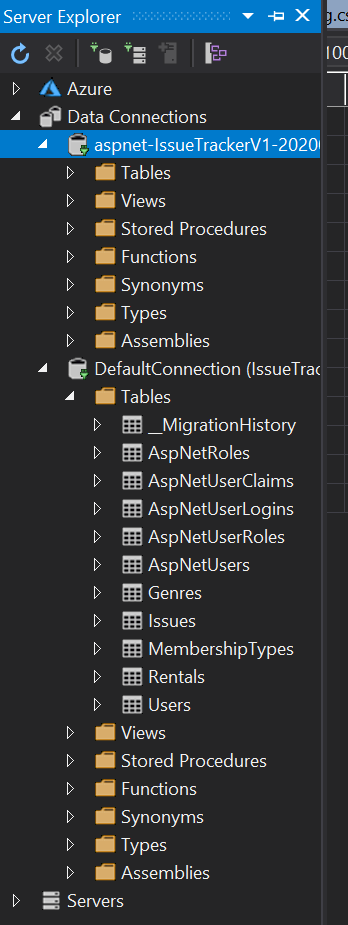 Server Explorer
g.cs
100
Azure
Data Connections
aspnet-IssueTrackerV1-2020
Tables
Views
Stored Procedures
Functions
Synonyms
Types
Assemblies
DefaultConnection (IssueTrac
Tables
__MigrationHistory
AspNetRoles
AspNetUserClaims
AspNetUserLogins
AspNetUserRoles
AspNetUsers
Genres
Issues
MembershipTypes
Rentals
Users
Views
Stored Procedures
Functions
Synonyms
Types
Assemblies
Servers